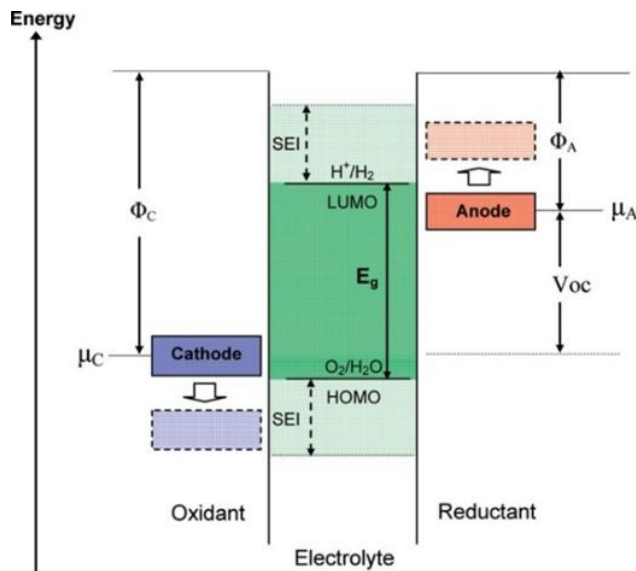 Energy
SEI
Φ_A
H⁺/H₂
LUMO
Anode
μ_A
Φ_C
E_g
Voc
μ_C
Cathode
O₂/H₂O
HOMO
SEI
Oxidant
Reductant
Electrolyte